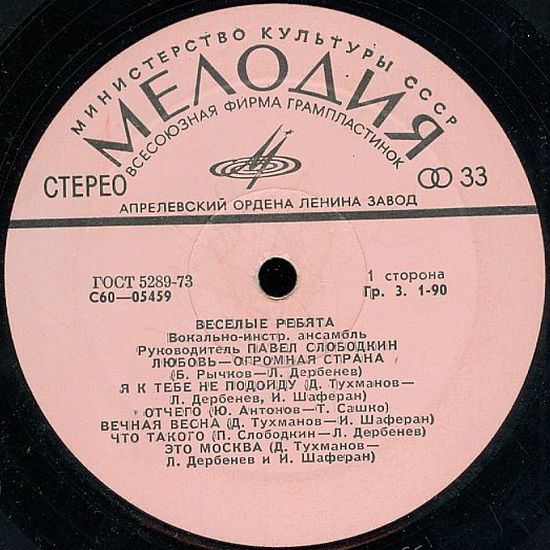 МИНИСТЕРСТВО КУЛЬТУРЫ СССР
МЕЛОДИЯ
ВСЕСОЮЗНАЯ ФИРМА ГРАМПЛАСТИНОК
СТЕРЕО
33
АПРЕЛЕВСКИЙ ОРДЕНА ЛЕНИНА ЗАВОД
ГОСТ 5289-73
1 сторона
С60—05459
Гр. 3. 1-90
ВЕСЕЛЫЕ РЕБЯТА
Вокально-инстр. ансамбль
Руководитель ПАВЕЛ СЛОБОДКИН
ЛЮБОВЬ—ОГРОМНАЯ СТРАНА
(Б. Рычков—Л. Дербенев)
Я К ТЕБЕ НЕ ПОДОЙДУ (Д. Тухманов—
Л. Дербенев, И. Шаферан)
ОТЧЕГО (Ю. Антонов—Т. Сашко)
ВЕЧНАЯ ВЕСНА (Д. Тухманов—И. Шаферан)
ЧТО ТАКОГО (П. Слободкин—Л. Дербенев)
ЭТО МОСКВА (Д. Тухманов—
Л. Дербенев и И. Шаферан)